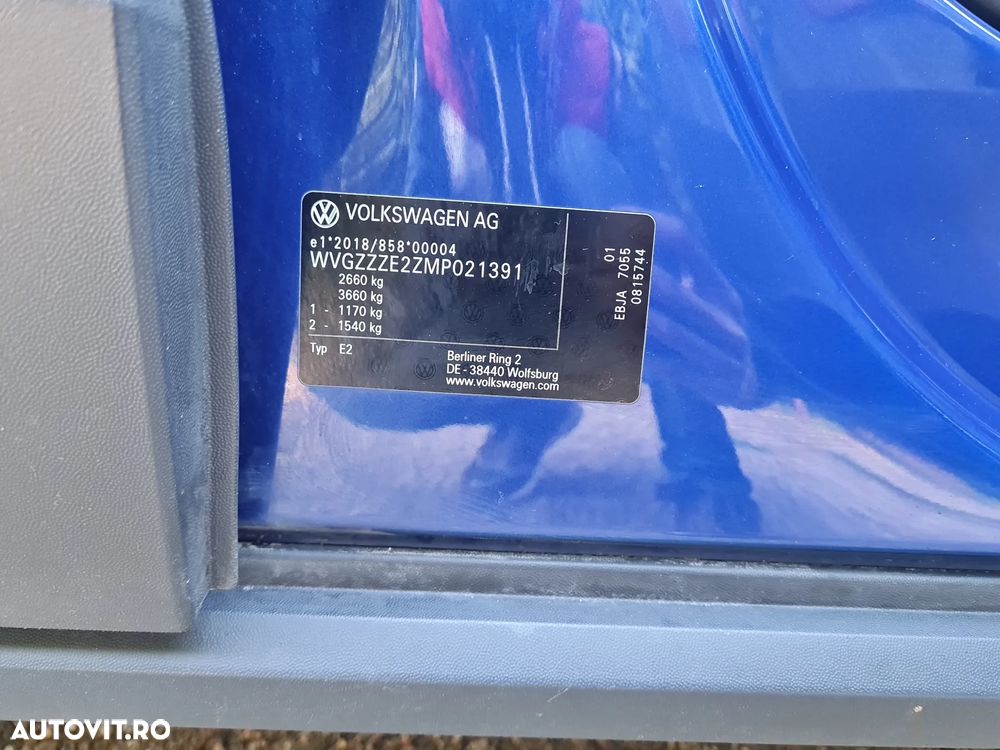 VOLKSWAGEN AG
e1*2018/858*00004
WVGZZZE2ZMP021391
2660 kg
3660 kg
1 - 1170 kg
2 - 1540 kg
Typ E2
Berliner Ring 2
DE - 38440 Wolfsburg
www.volkswagen.com
01
EBJA 7055
0815744
AUTOVIT.RO